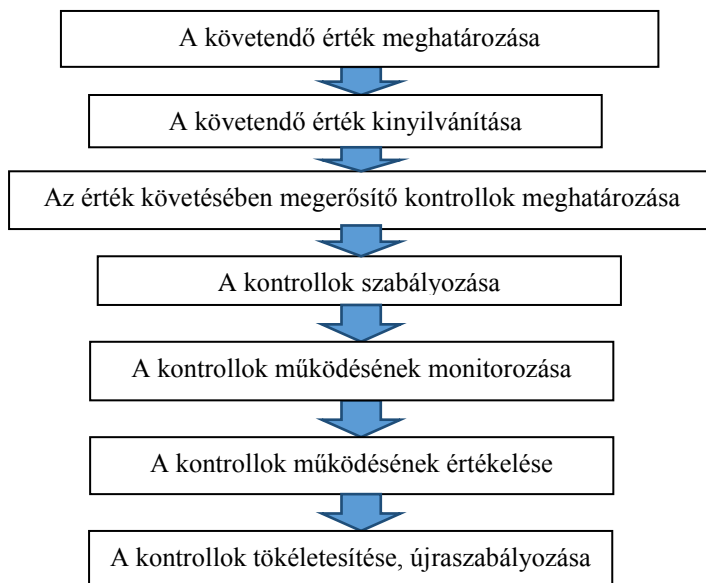 A követendő érték meghatározása
A követendő érték kinyilvánítása
Az érték követésében megerősítő kontrollok meghatározása
A kontrollok szabályozása
A kontrollok működésének monitorozása
A kontrollok működésének értékelése
A kontrollok tökéletesítése, újraszabályozása